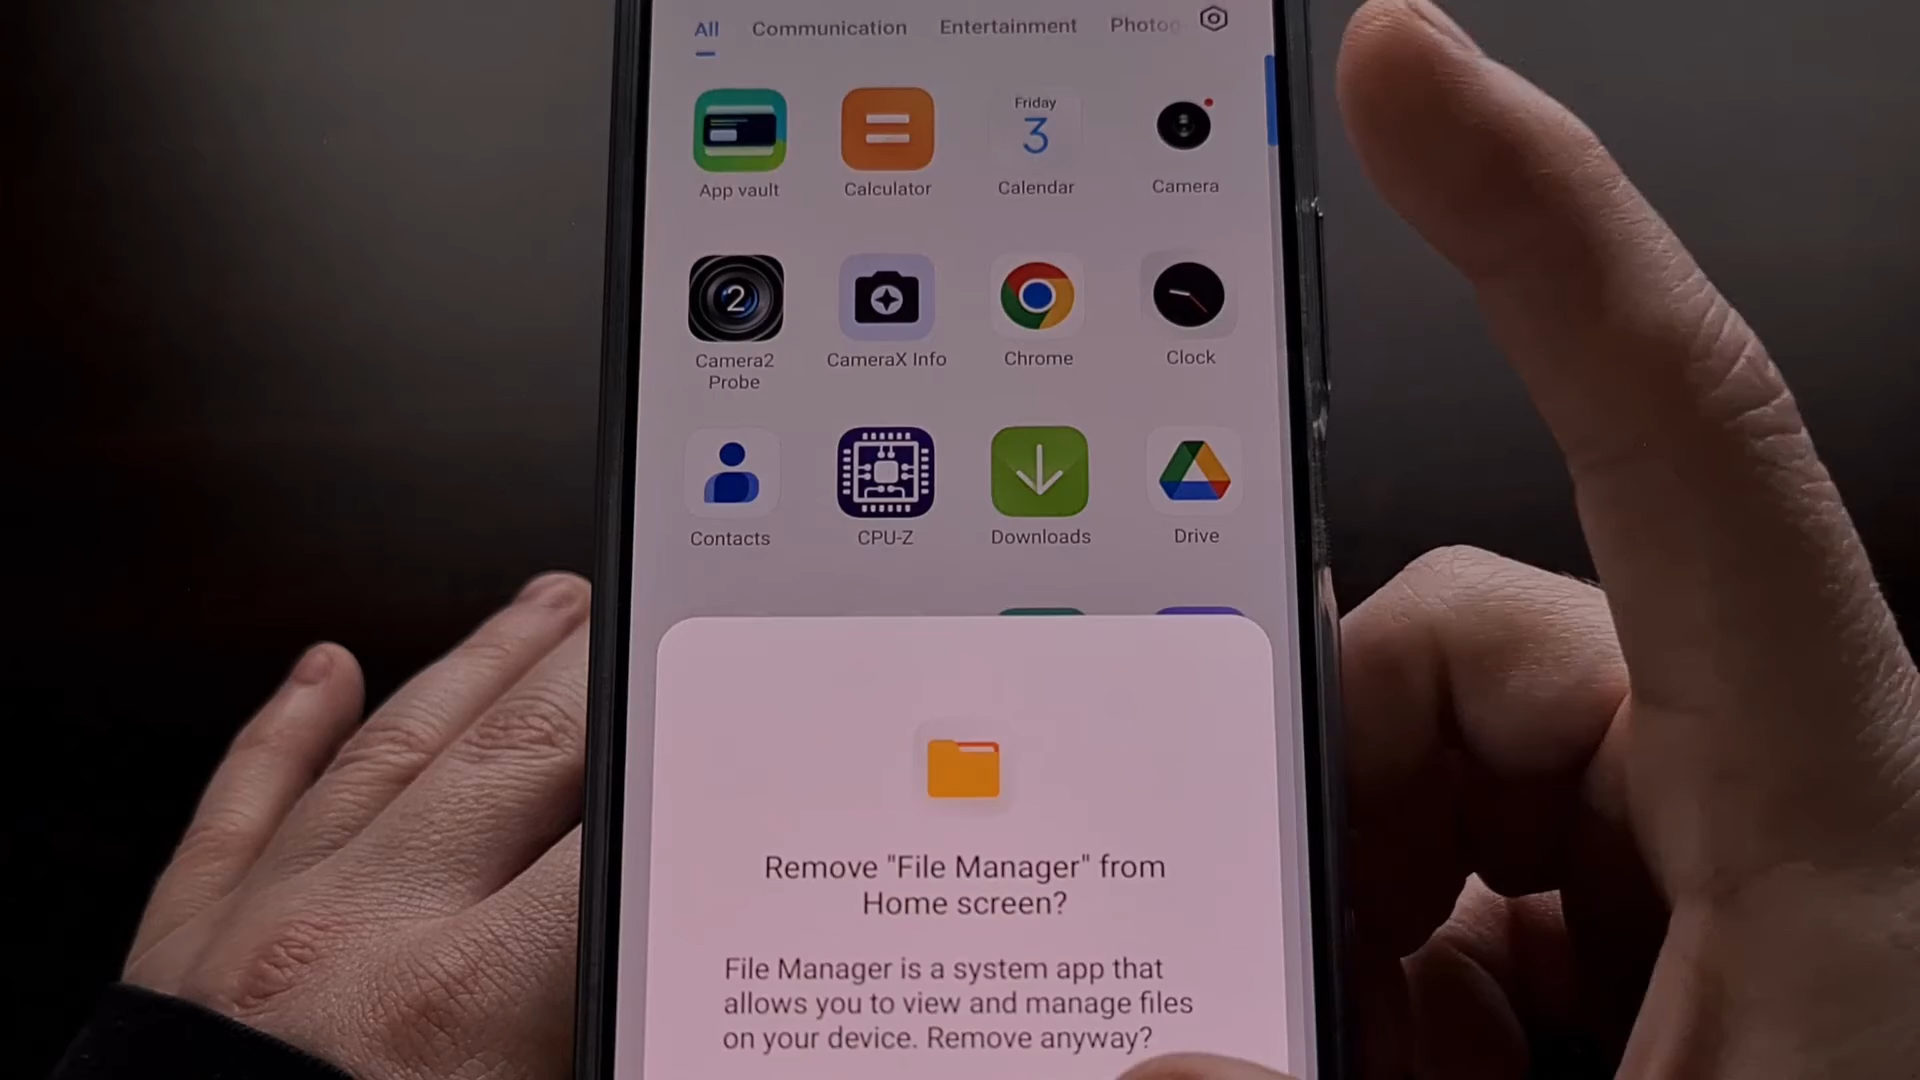 All Communication Entertainment
Friday
3
App vault Calculator Calendar Camera
2
Camera2
Probe CameraX Info Chrome Clock
Contacts CPU-Z Downloads Drive
Remove "File Manager" from
Home screen?
File Manager is a system app that
allows you to view and manage files
on your device. Remove anyway?